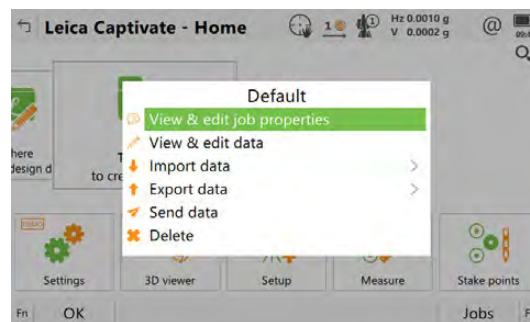 Leica Captivate - Home
1
1
Hz 0.0010 g
V 0.0002 g
@
Default
View & edit job properties
View & edit data
Import data
Export data
Send data
Delete
here
design d
to cre
DEMO
Settings
3D viewer
Setup
Measure
Stake points
Fn
OK
Jobs